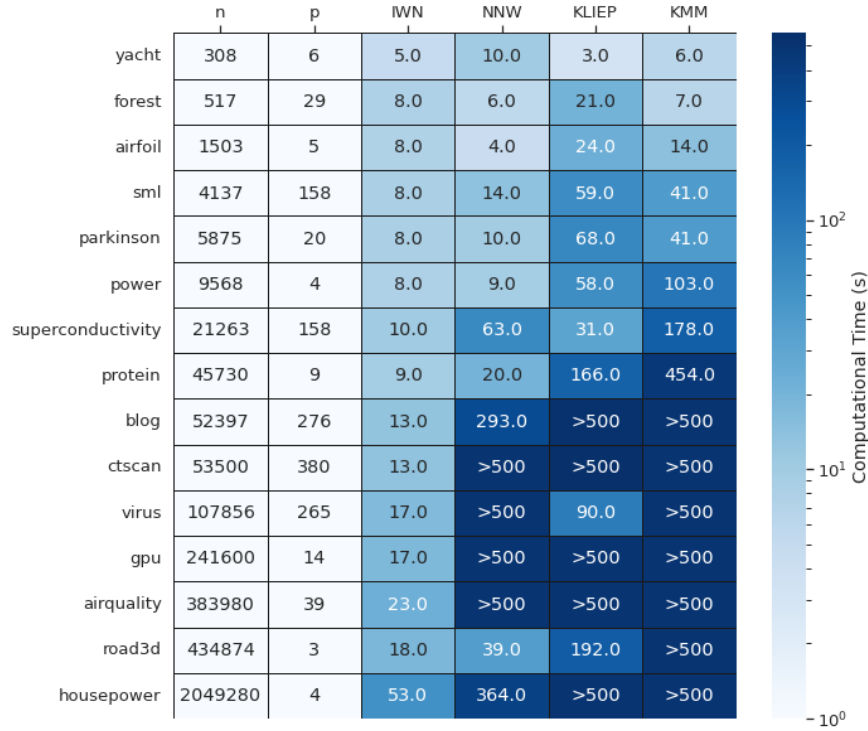 n p IWN NNW KLIEP KMM
yacht 308 6 5.0 10.0 3.0 6.0
forest 517 29 8.0 6.0 21.0 7.0
airfoil 1503 5 8.0 4.0 24.0 14.0
sml 4137 158 8.0 14.0 59.0 41.0
parkinson 5875 20 8.0 10.0 68.0 41.0
power 9568 4 8.0 9.0 58.0 103.0
superconductivity 21263 158 10.0 63.0 31.0 178.0
protein 45730 9 9.0 20.0 166.0 454.0
blog 52397 276 13.0 293.0 >500 >500
ctscan 53500 380 13.0 >500 >500 >500
virus 107856 265 17.0 >500 90.0 >500
gpu 241600 14 17.0 >500 >500 >500
airquality 383980 39 23.0 >500 >500 >500
road3d 434874 3 18.0 39.0 192.0 >500
housepower 2049280 4 53.0 364.0 >500 >500
10²
10¹
10⁰
Computational Time (s)